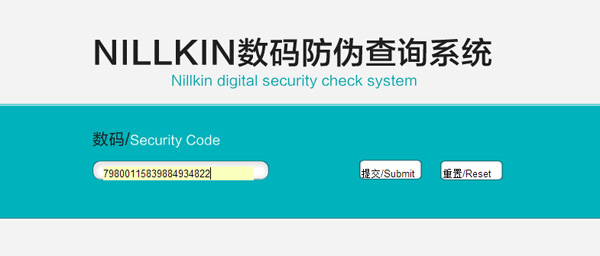 NILLKIN数码防伪查询系统
Nillkin digital security check system
数码/Security Code
79800115839884934822
提交/Submit
重置/Reset